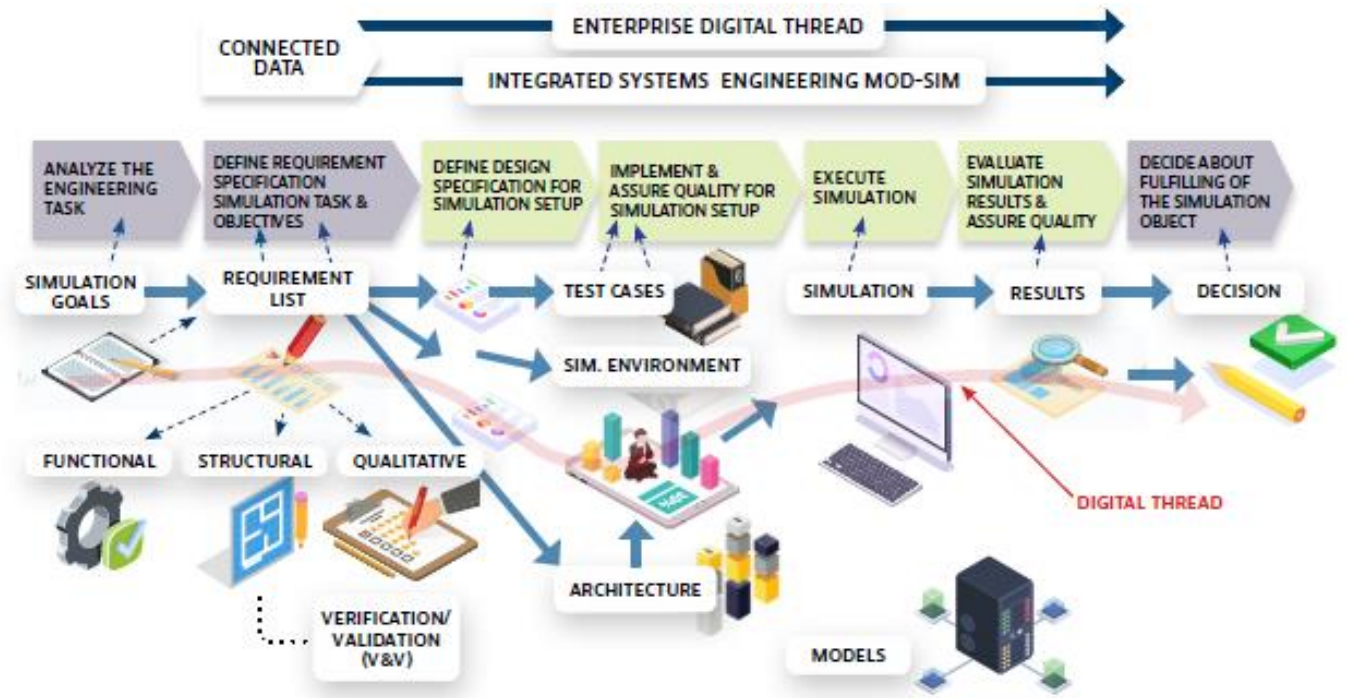 ENTERPRISE DIGITAL THREAD
CONNECTED
DATA
INTEGRATED SYSTEMS ENGINEERING MOD-SIM
ANALYZE THE
ENGINEERING
TASK
DEFINE REQUIREMENT
SPECIFICATION
SIMULATION TASK &
OBJECTIVES
DEFINE DESIGN
SPECIFICATION FOR
SIMULATION SETUP
IMPLEMENT &
ASSURE QUALITY FOR
SIMULATION SETUP
EXECUTE
SIMULATION
EVALUATE
SIMULATION
RESULTS &
ASSURE QUALITY
DECIDE ABOUT
FULFILLING OF
THE SIMULATION
OBJECT
SIMULATION
GOALS
REQUIREMENT
LIST
TEST CASES
SIMULATION
RESULTS
DECISION
SIM. ENVIRONMENT
FUNCTIONAL
STRUCTURAL
QUALITATIVE
DIGITAL THREAD
ARCHITECTURE
VERIFICATION/
VALIDATION
(V&V)
MODELS